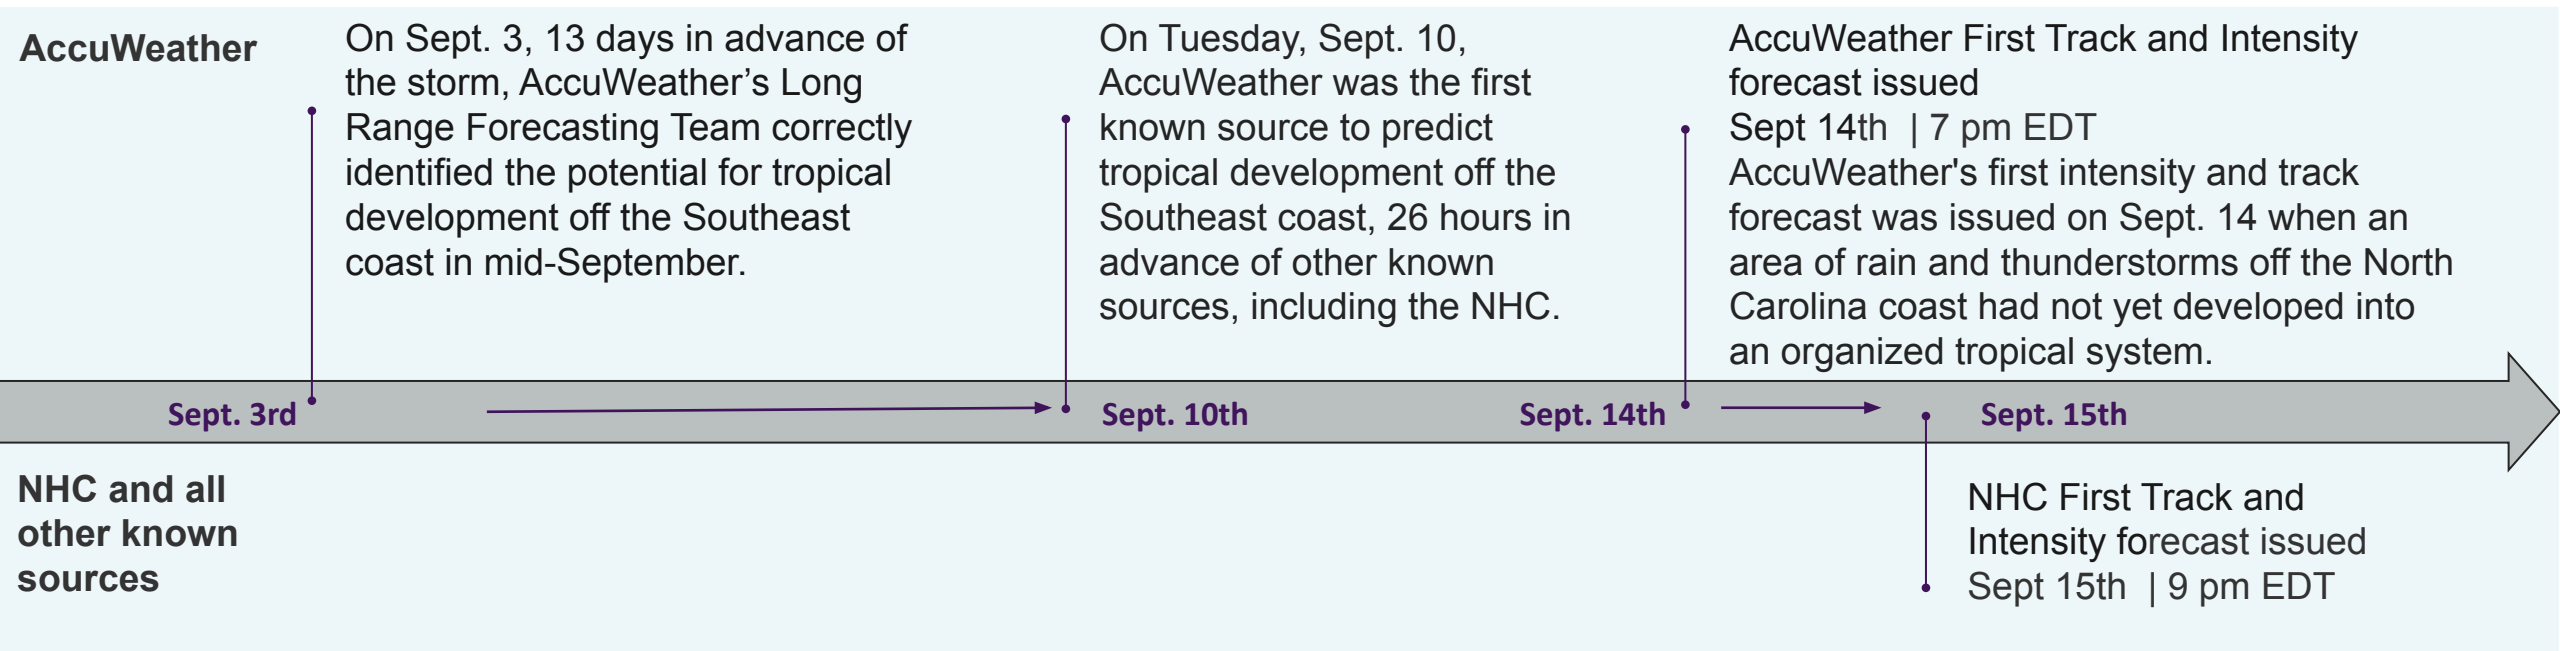 AccuWeather
On Sept. 3, 13 days in advance of
the storm, AccuWeather’s Long
Range Forecasting Team correctly
identified the potential for tropical
development off the Southeast
coast in mid-September.
On Tuesday, Sept. 10,
AccuWeather was the first
known source to predict
tropical development off the
Southeast coast, 26 hours in
advance of other known
sources, including the NHC.
AccuWeather First Track and Intensity
forecast issued
Sept 14th | 7 pm EDT
AccuWeather's first intensity and track
forecast was issued on Sept. 14 when an
area of rain and thunderstorms off the North
Carolina coast had not yet developed into
an organized tropical system.
Sept. 3rd
Sept. 10th
Sept. 14th
Sept. 15th
NHC and all
other known
sources
NHC First Track and
Intensity forecast issued
Sept 15th | 9 pm EDT